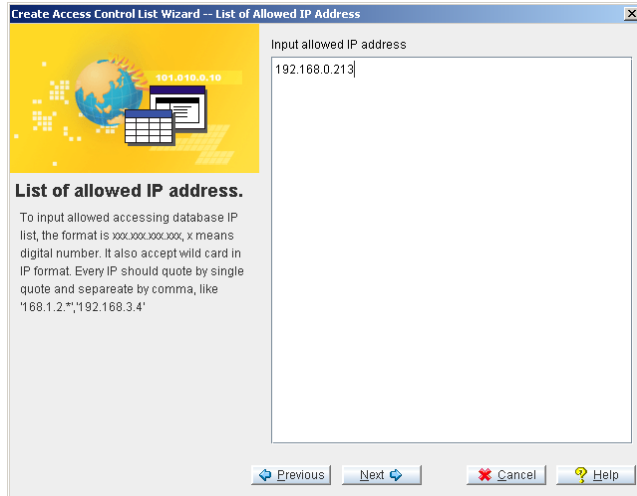 Create Access Control List Wizard -- List of Allowed IP Address
101.010.0.10
List of allowed IP address.
To input allowed accessing database IP
list, the format is xxx.xxx.xxx.xxx, x means
digital number. It also accept wild card in
IP format. Every IP should quote by single
quote and separeate by comma, like
'168.1.2.*','192.168.3.4'
Input allowed IP address
192.168.0.213
Previous
Next
Cancel
Help